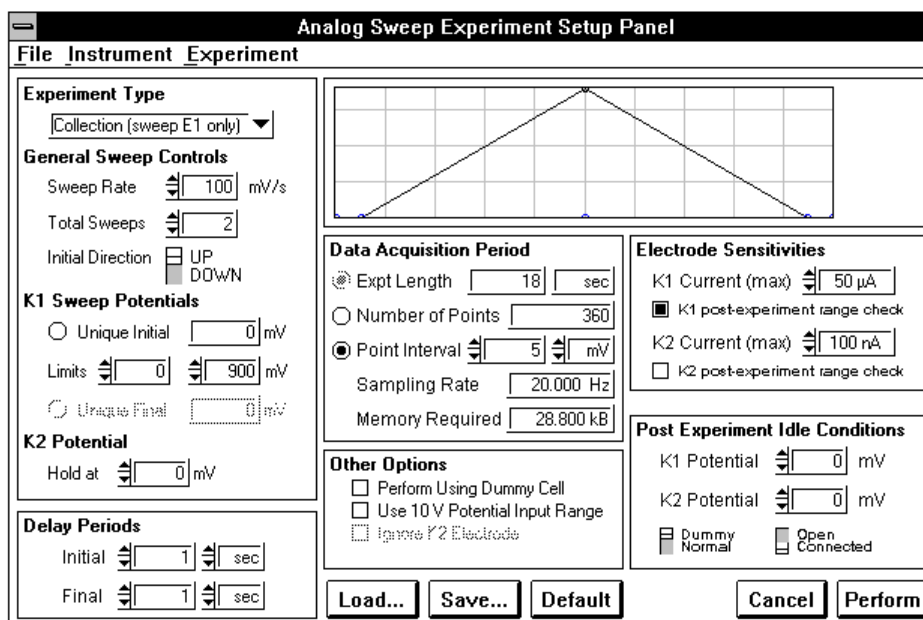 Analog Sweep Experiment Setup Panel
File Instrument Experiment
Experiment Type
Collection (sweep E1 only)
General Sweep Controls
Sweep Rate 100 mV/s
Total Sweeps 2
Initial Direction UP
DOWN
K1 Sweep Potentials
Unique Initial 0 mV
Limits 0 900 mV
Unique Final 0 mV
K2 Potential
Hold at 0 mV
Delay Periods
Initial 1 sec
Final 1 sec
Data Acquisition Period
Expt Length 18 sec
Number of Points 360
Point Interval 5 mV
Sampling Rate 20.000 Hz
Memory Required 28.800 kB
Other Options
Perform Using Dummy Cell
Use 10 V Potential Input Range
Ignore K2 Electrode
Electrode Sensitivities
K1 Current (max) 50 µA
K1 post-experiment range check
K2 Current (max) 100 nA
K2 post-experiment range check
Post Experiment Idle Conditions
K1 Potential 0 mV
K2 Potential 0 mV
Dummy Open
Normal Connected
Load... Save... Default Cancel Perform